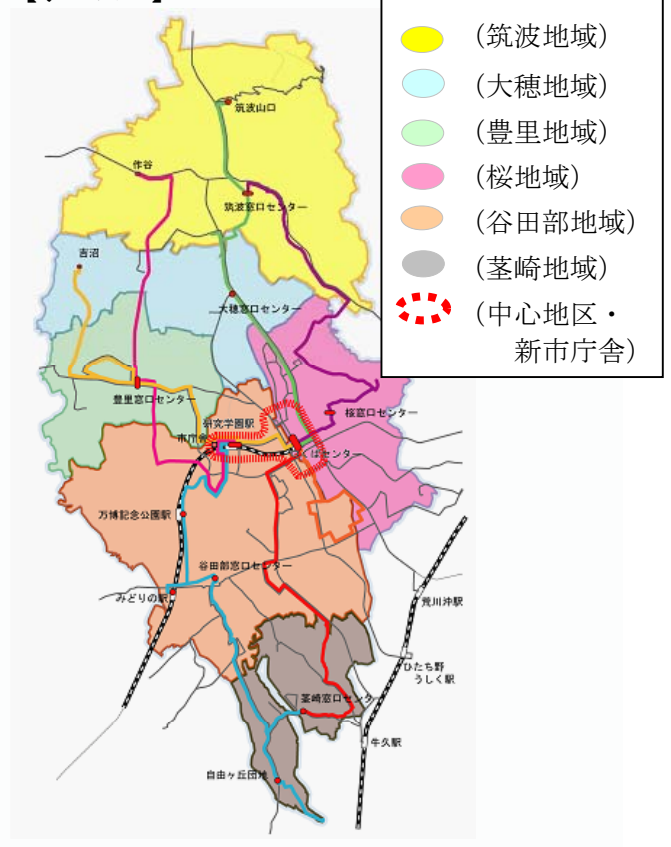 （筑波地域）
（大穂地域）
（豊里地域）
（桜地域）
（谷田部地域）
（茎崎地域）
（中心地区・
新市庁舎）
筑波山口
作谷
筑波窓口センター
吉沼
大穂窓口センター
豊里窓口センター
桜窓口センター
研究学園駅
市庁舎
つくばセンター
万博記念公園駅
谷田部窓口センター
みどりの駅
荒川沖駅
ひたち野
うしく駅
茎崎窓口センター
牛久駅
自由ヶ丘団地